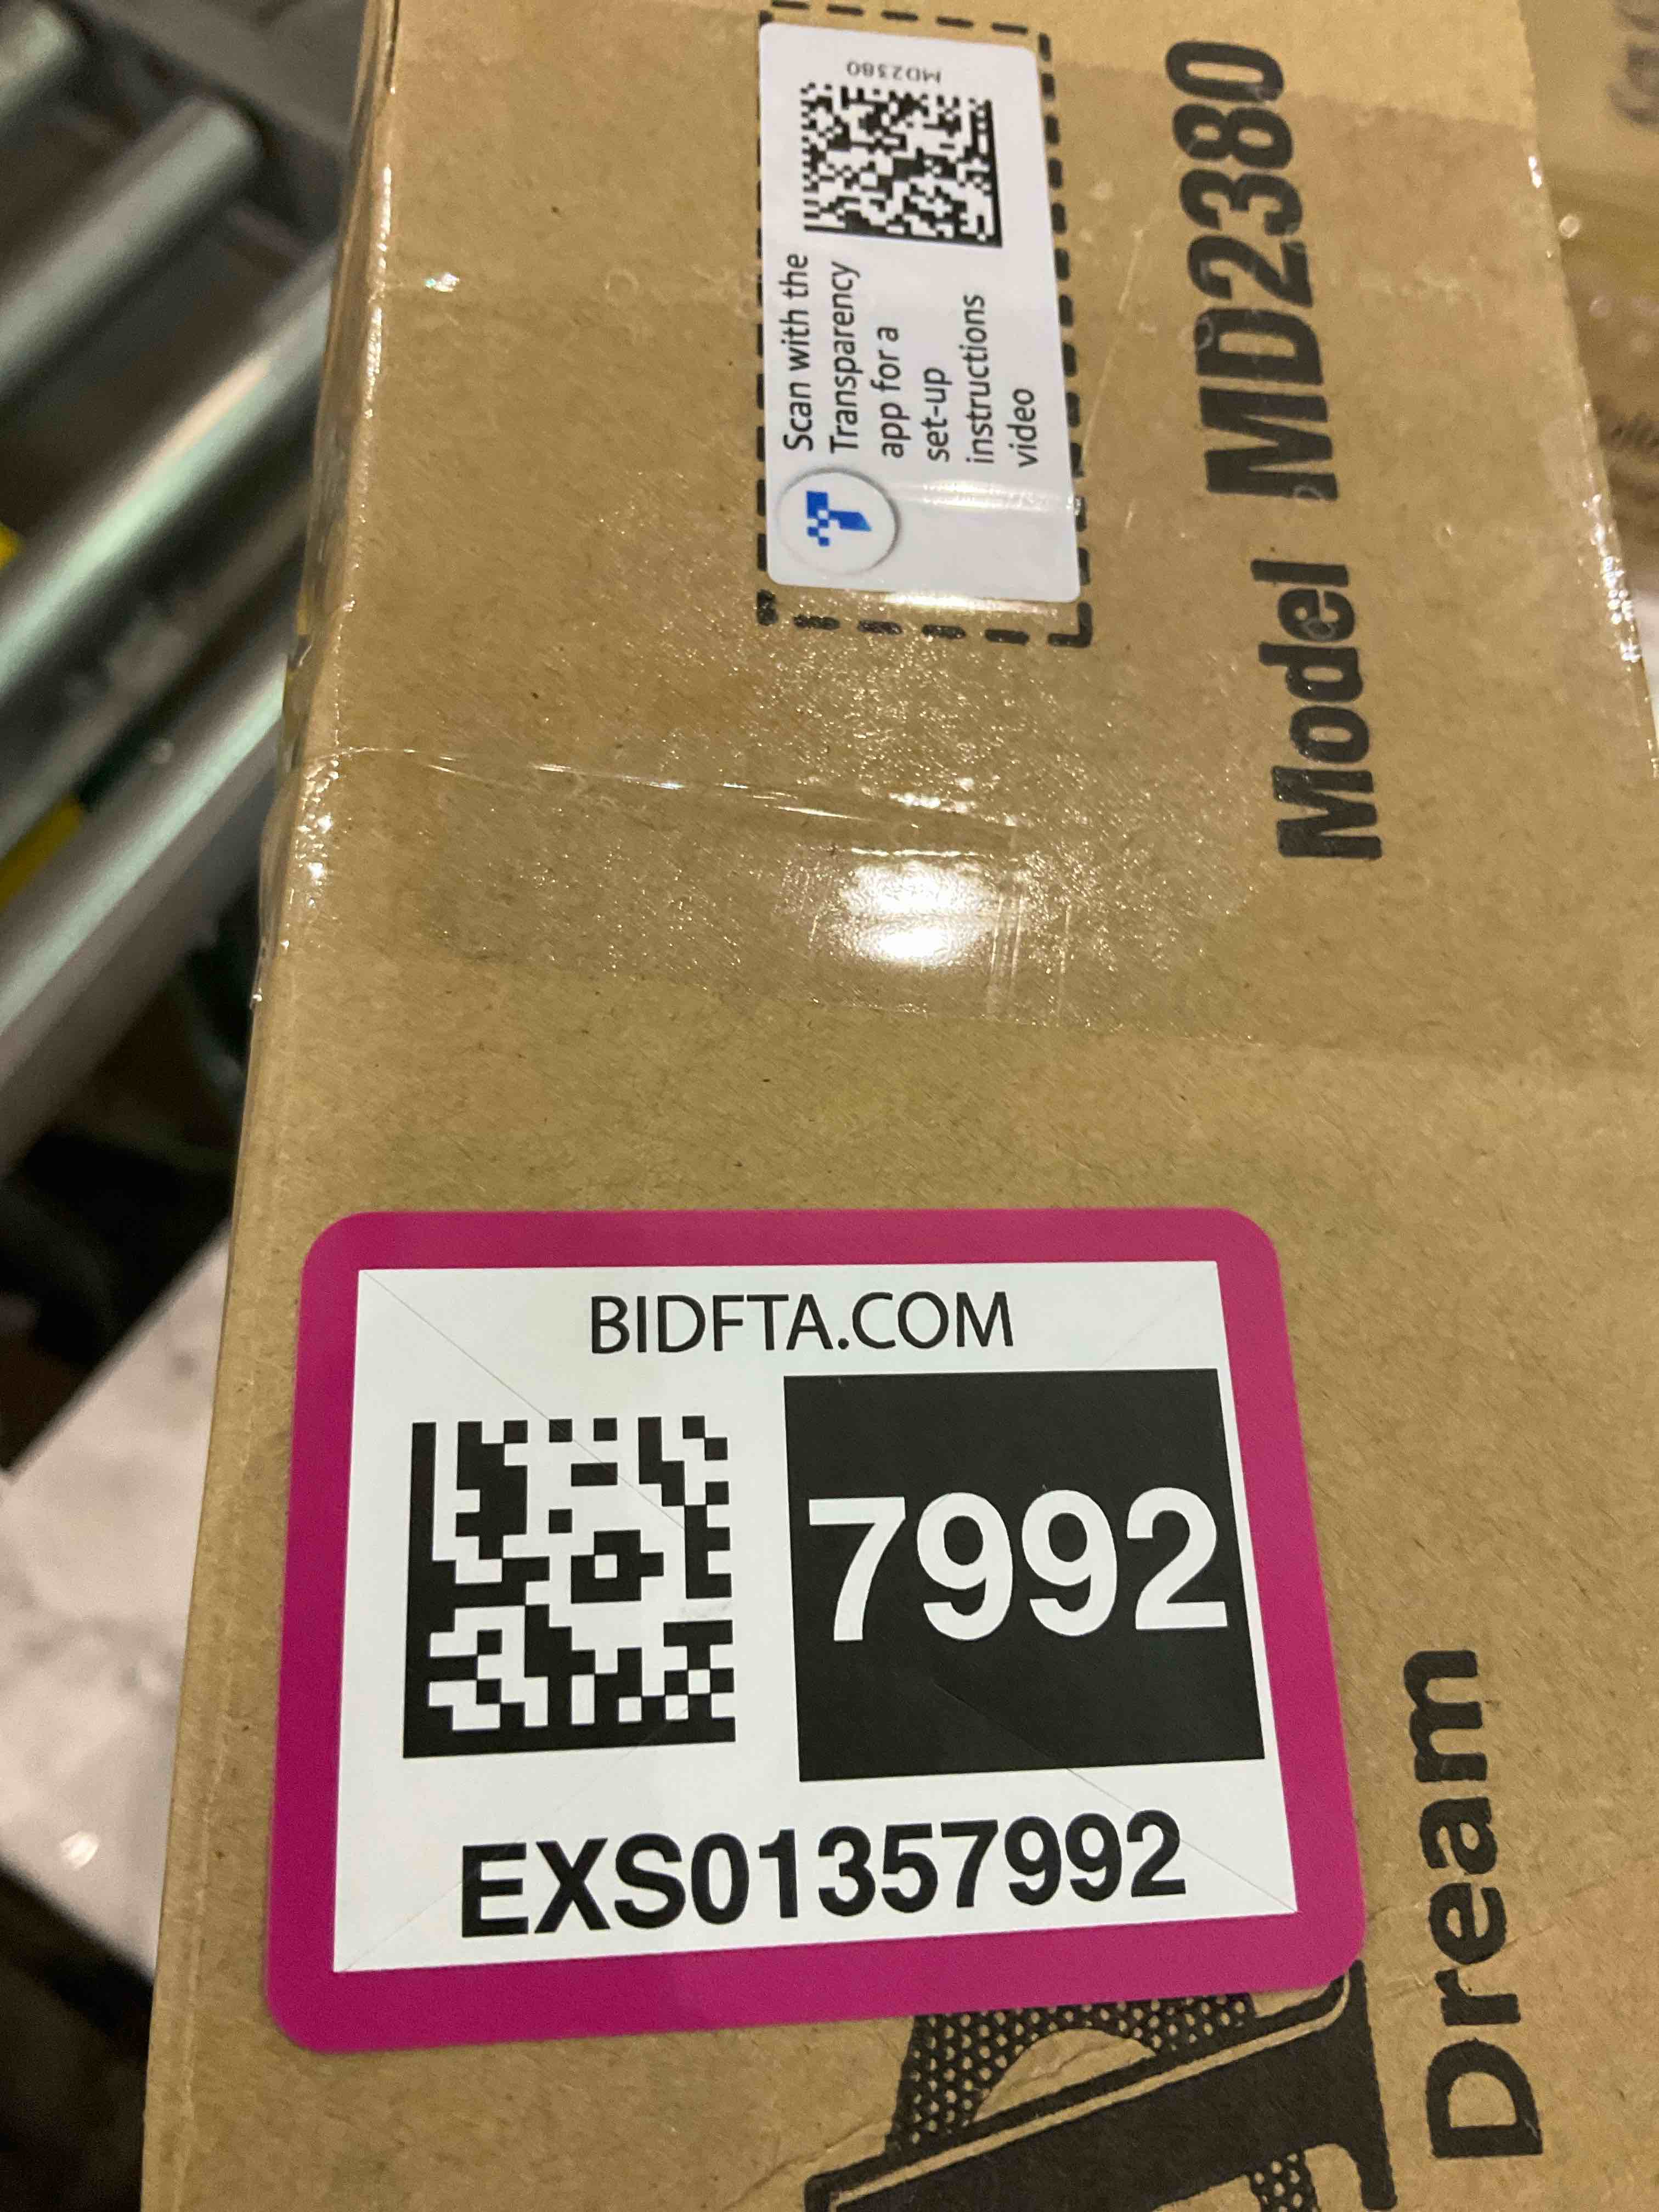 MD2380
Scan with the
Transparency
app for a
set-up
instructions
video
Model MD2380
BIDFTA.COM
7992
EXS01357992
Dream